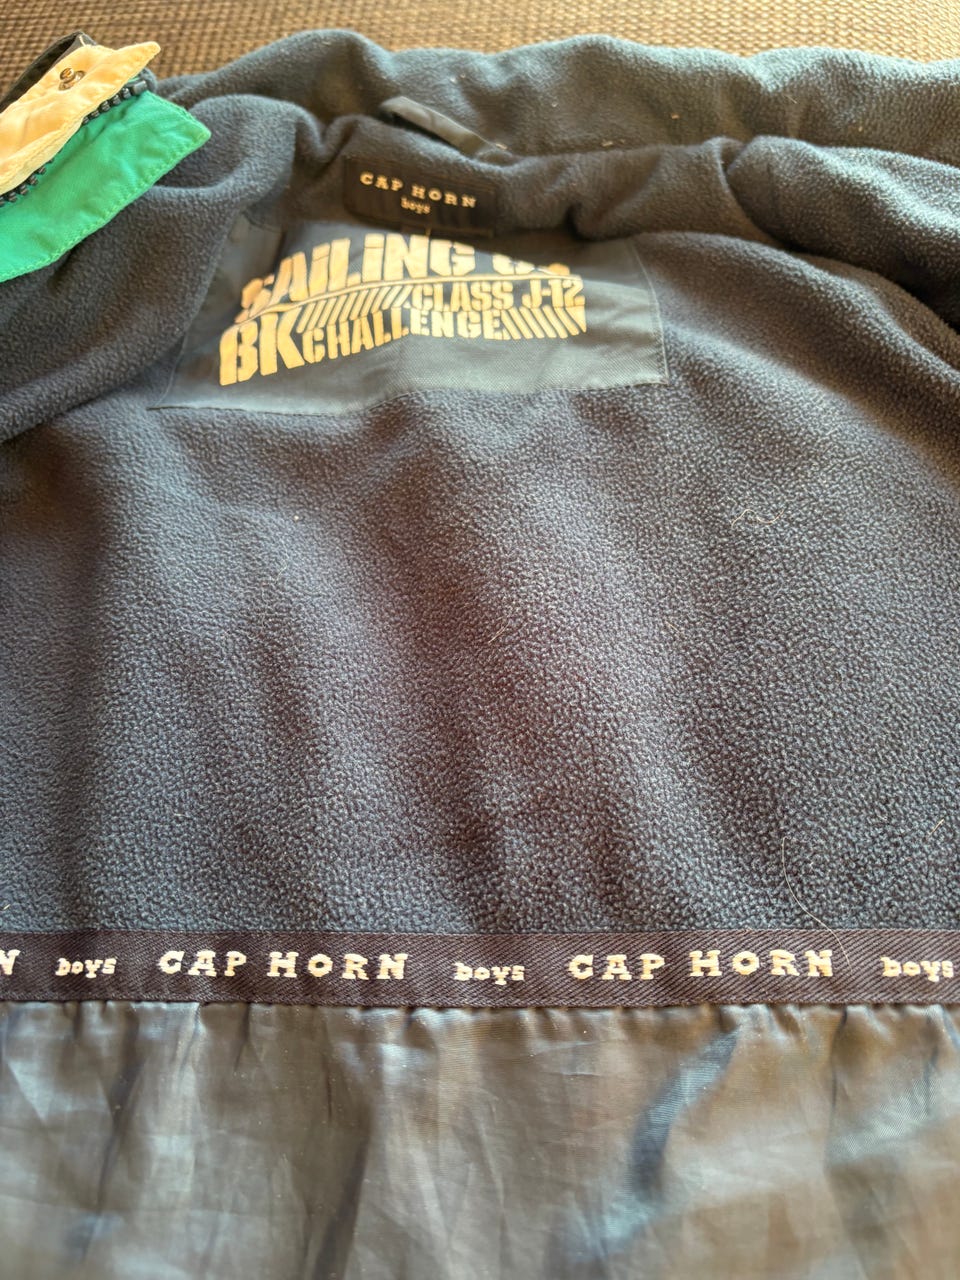 CAP HORN
boys
SAILING
CLASS J-12
BK CHALLENGE
N boys CAP HORN boys CAP HORN boys